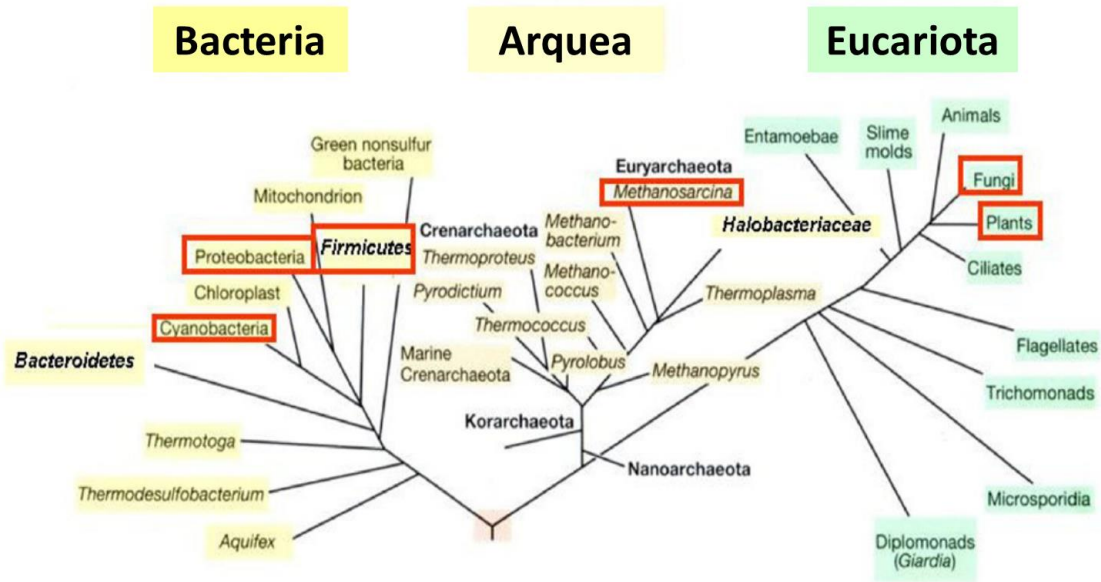 Bacteria
Arquea
Eucariota
Green nonsulfur
bacteria
Mitochondrion
Proteobacteria
Firmicutes
Chloroplast
Cyanobacteria
Bacteroidetes
Thermotoga
Thermodesulfobacterium
Aquifex
Crenarchaeota
Thermoproteus
Pyrodictium
Thermococcus
Marine
Crenarchaeota
Pyrolobus
Korarchaeota
Nanoarchaeota
Euryarchaeota
Methanosarcina
Methano-
bacterium
Methano-
coccus
Halobacteriaceae
Thermoplasma
Methanopyrus
Entamoebae
Slime
molds
Animals
Fungi
Plants
Ciliates
Flagellates
Trichomonads
Microsporidia
Diplomonads
(Giardia)